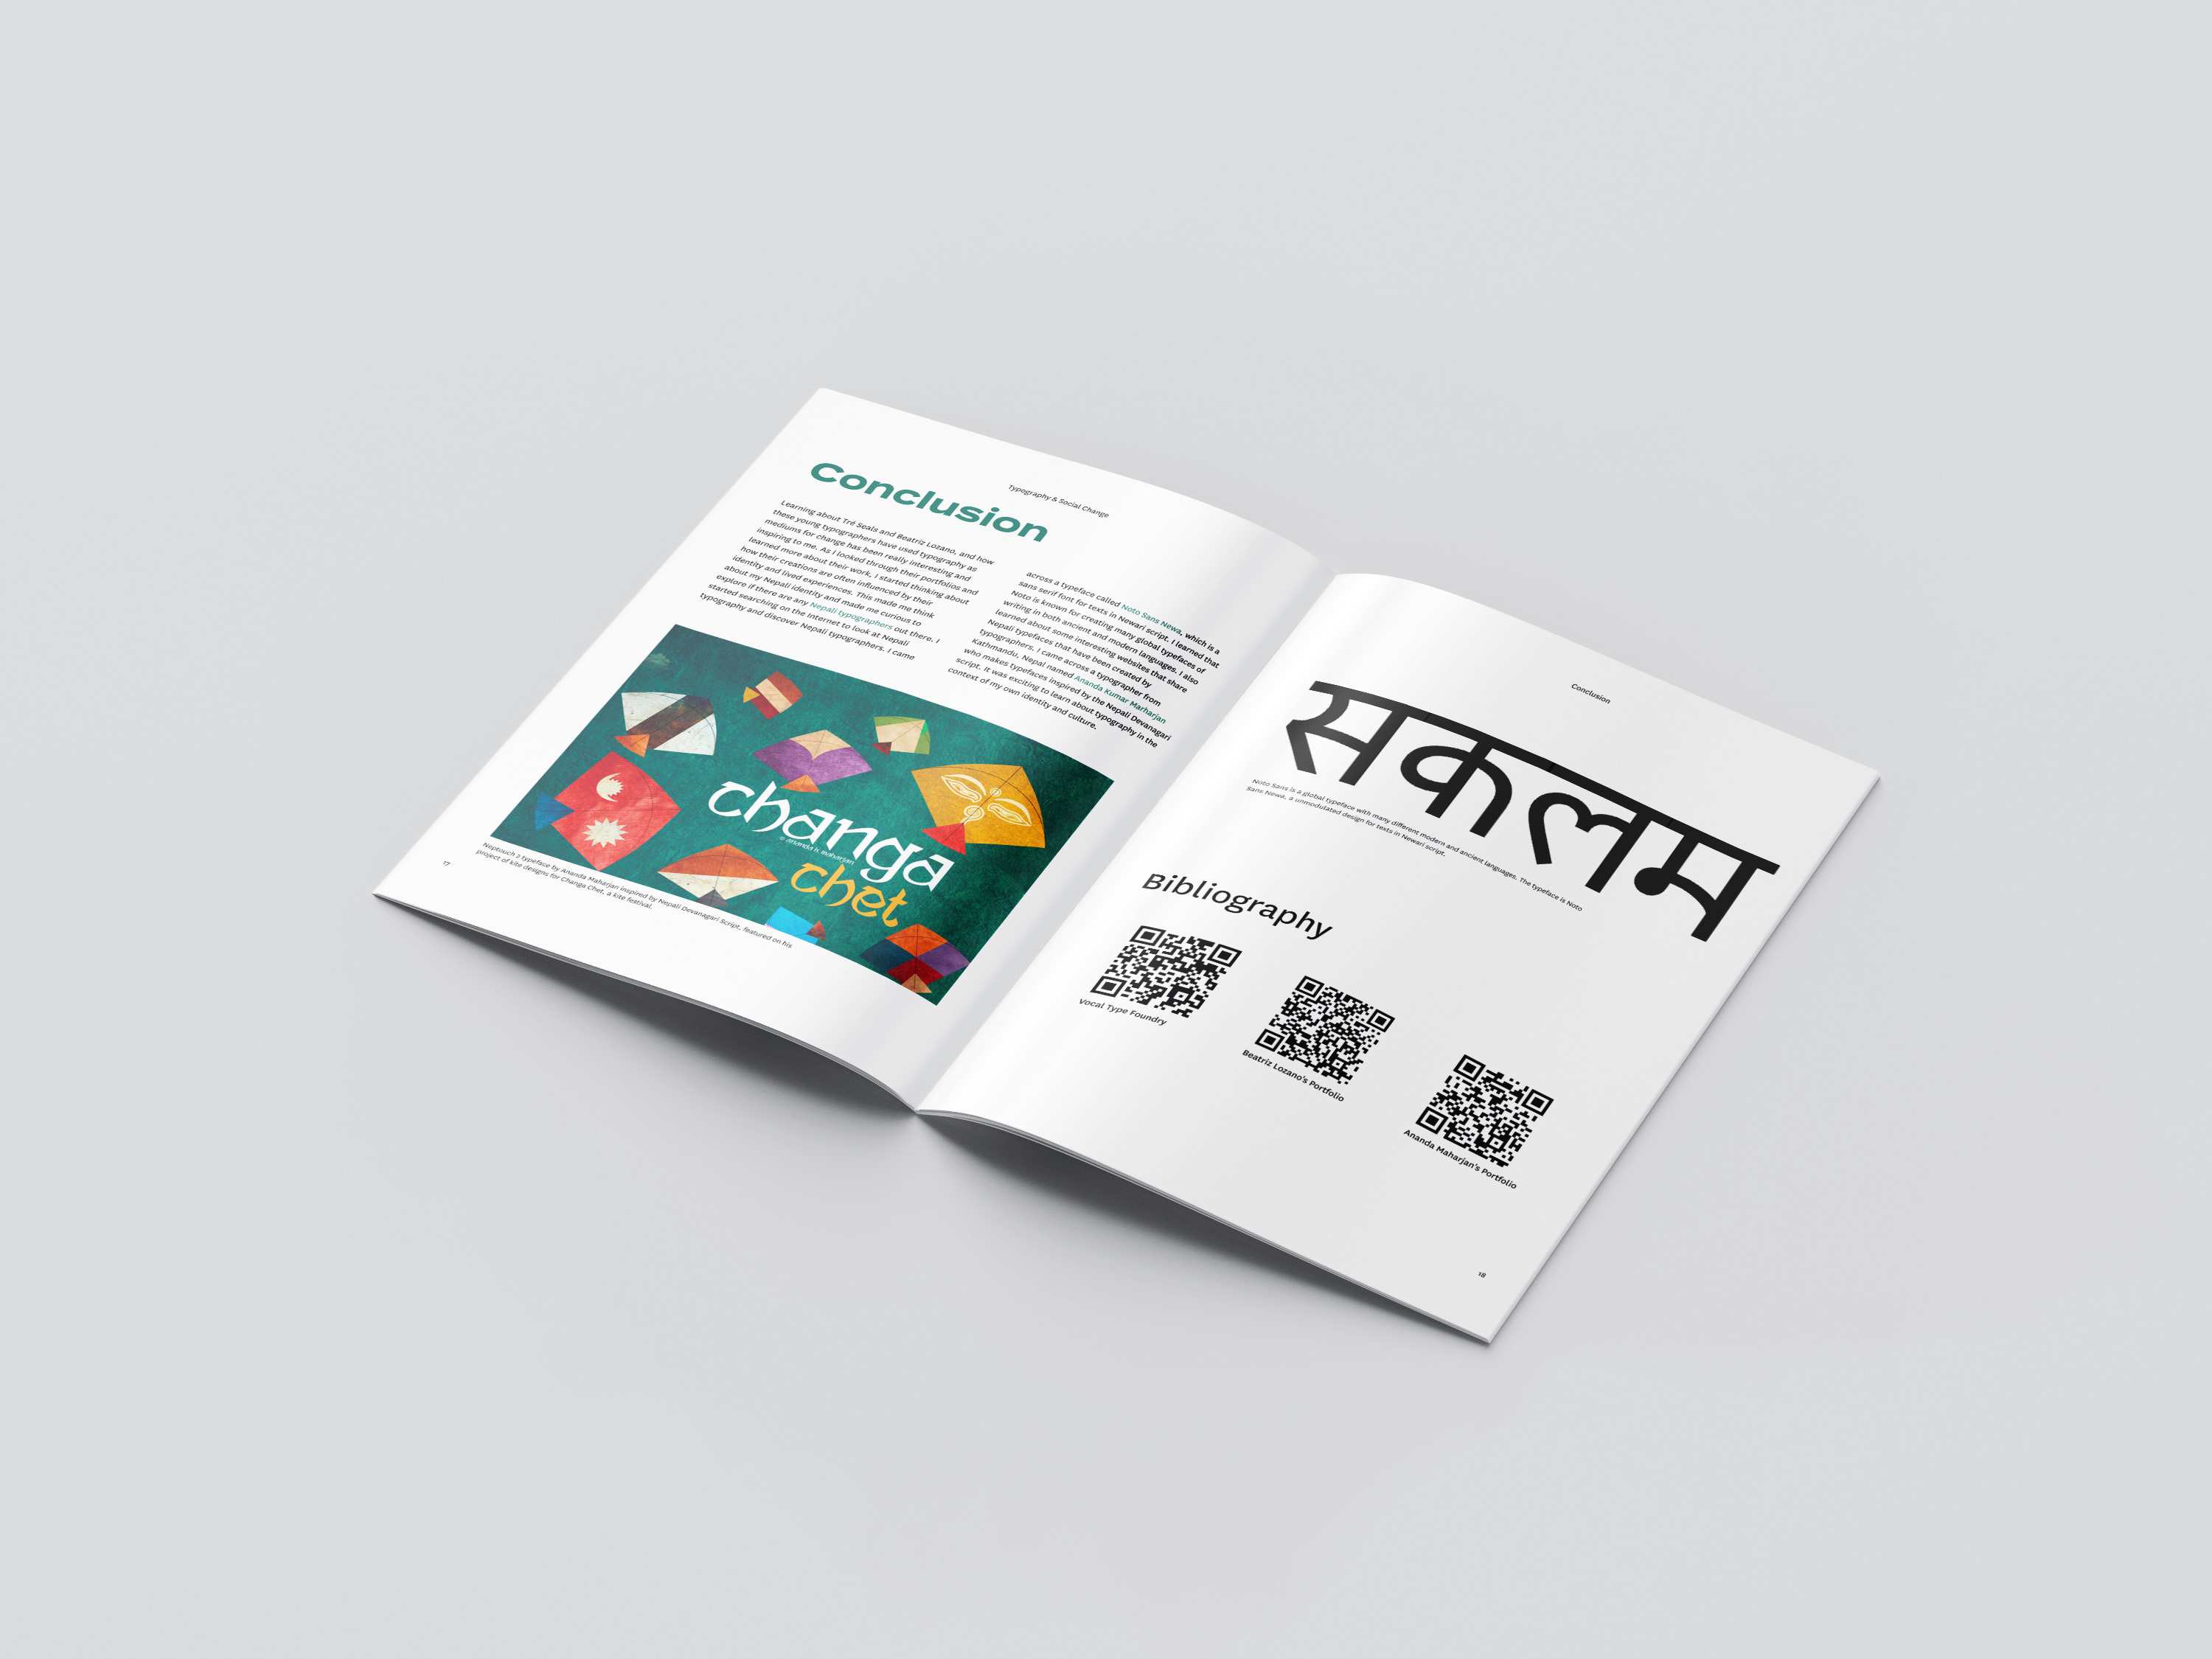 Typography & Social Change
Conclusion
Learning about Tré Seals and Beatriz Lozano, and how
these young typographers have used typography as
mediums for change has been really interesting and
inspiring to me. As I looked through their portfolios and
learned more about their work, I started thinking about
how their creations are often influenced by their
identity and lived experiences. This made me think
about my Nepali identity and made me curious to
explore if there are any Nepali typographers out there. I
started searching on the Internet to look at Nepali
typography and discover Nepali typographers. I came
across a typeface called Noto Sans Newa, which is a
sans serif font for texts in Newari script. I learned that
Noto is known for creating many global typefaces of
writing in both ancient and modern languages. I also
learned about some interesting websites that share
Nepali typefaces that have been created by
typographers. I came across a typographer from
Kathmandu, Nepal named Ananda Kumar Marharjan
who makes typefaces inspired by the Nepali Devanagari
script. It was exciting to learn about typography in the
context of my own identity and culture.
changa
© ananda k. maharjan
chet
Neptouch 3 typeface by Ananda Maharjan inspired by Nepali Devanagari Script, featured on his
project of kite designs for Changa Chet, a kite festival.
17
Conclusion
सकलम
Noto Sans is a global typeface with many different modern and ancient languages. The typeface is Noto
Sans Newa, a unmodulated design for texts in Newari script.
Bibliography
Vocal Type Foundry
Beatriz Lozano's Portfolio
Ananda Maharjan's Portfolio
18